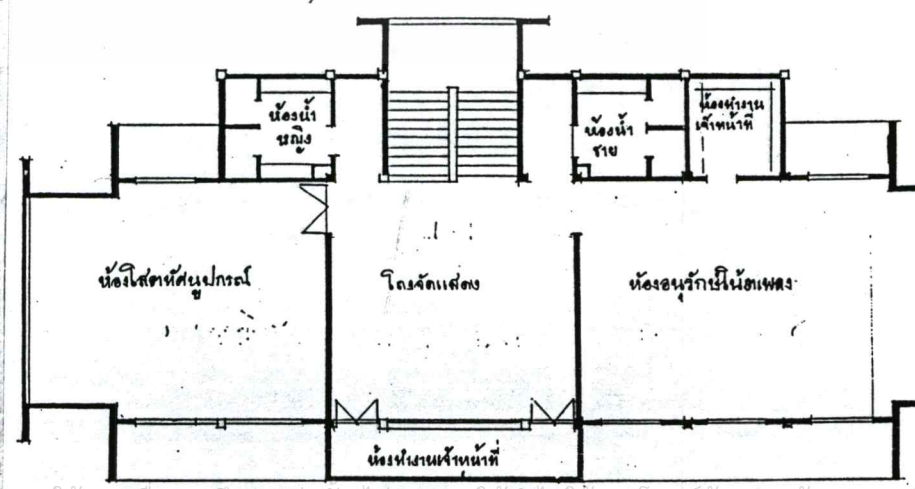 ห้องน้ำ
หญิง
ห้องน้ำ
ชาย
ห้องทำงาน
เจ้าหน้าที่
ห้องโสตทัศนูปกรณ์
โถงจัดแสดง
ห้องอนุรักษ์โน้ตเพลง
ห้องทำงานเจ้าหน้าที่